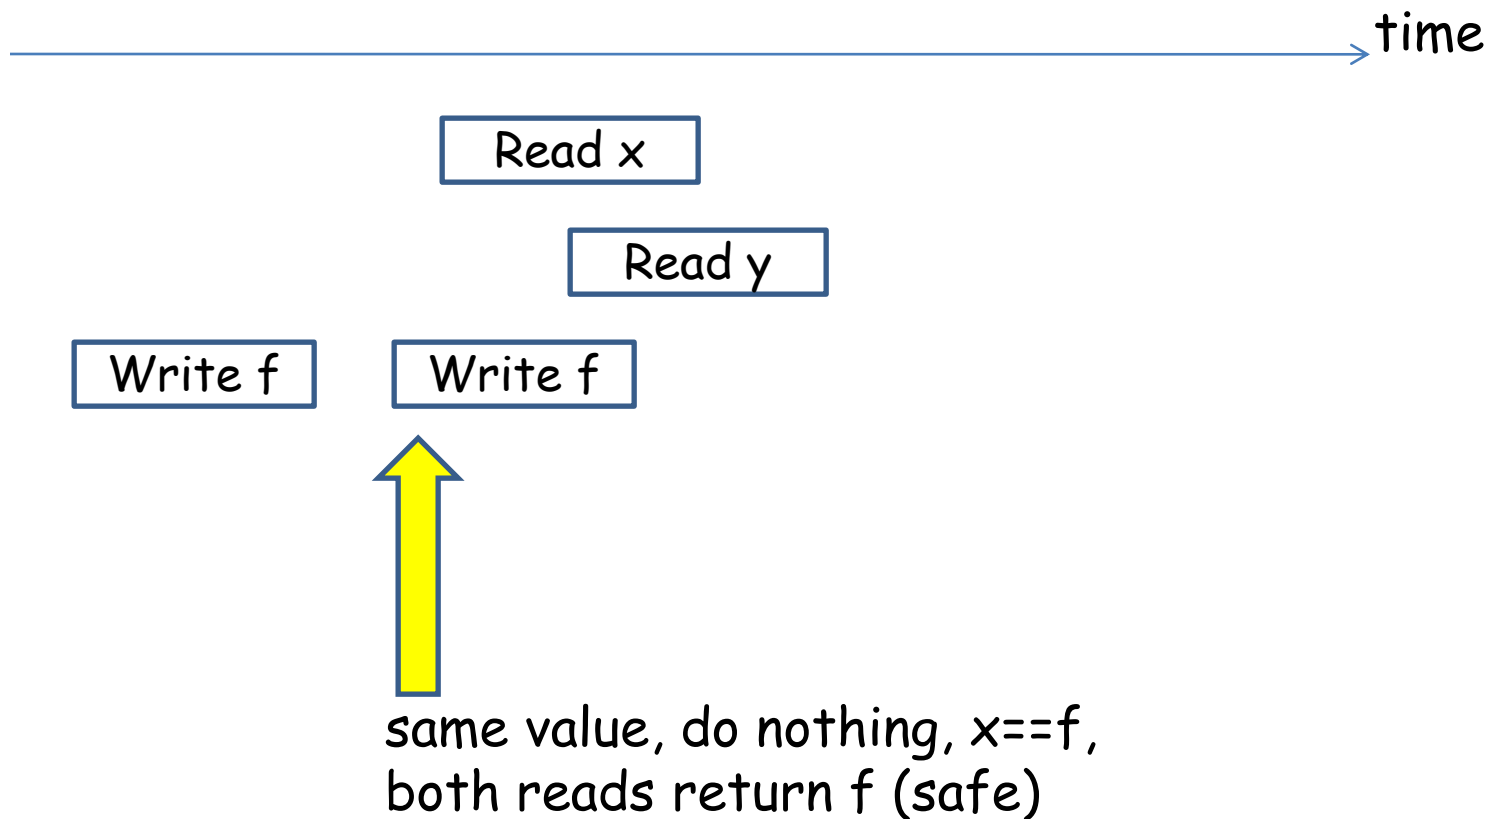 time
Read x
Read y
Write f
Write f
same value, do nothing, x==f,
both reads return f (safe)